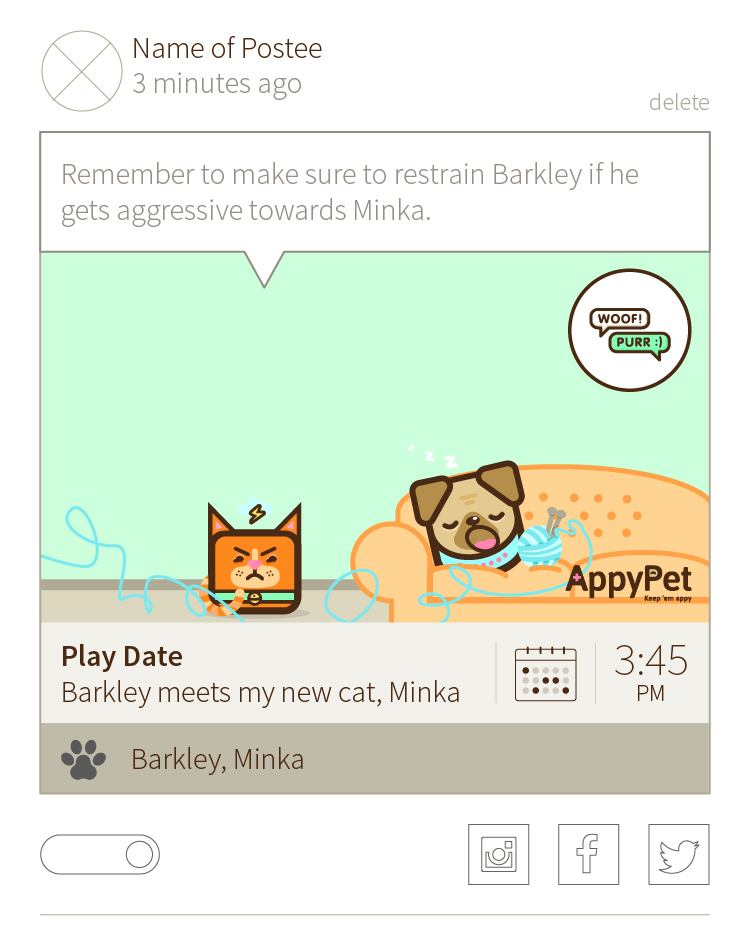 Name of Postee
3 minutes ago
delete
Remember to make sure to restrain Barkley if he
gets aggressive towards Minka.
WOOF!
PURR :)
z z z
AppyPet
Keep 'em appy
Play Date
Barkley meets my new cat, Minka
3:45
PM
Barkley, Minka